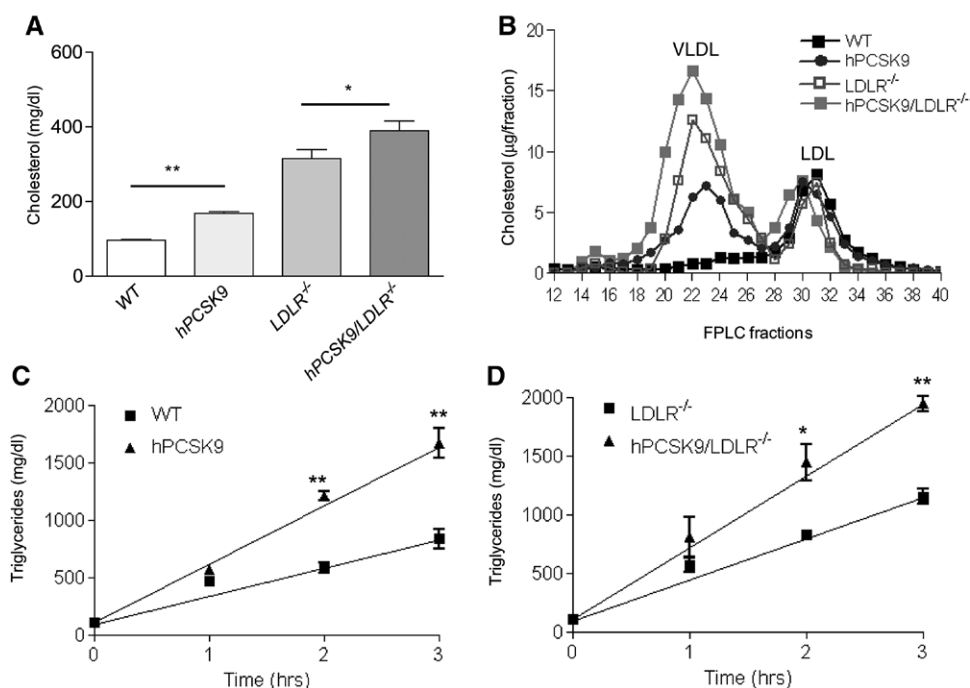 A
Cholesterol (mg/dl)
600
400
200
0
**
*
WT
hPCSK9
LDLR-/-
hPCSK9/LDLR-/-
B
Cholesterol (µg/fraction)
20
15
10
5
0
VLDL
LDL
WT
hPCSK9
LDLR-/-
hPCSK9/LDLR-/-
12 14 16 18 20 22 24 26 28 30 32 34 36 38 40
FPLC fractions
C
Triglycerides (mg/dl)
2000
1500
1000
500
0
WT
hPCSK9
**
**
0 1 2 3
Time (hrs)
D
Triglycerides (mg/dl)
2000
1500
1000
500
0
LDLR-/-
hPCSK9/LDLR-/-
*
**
0 1 2 3
Time (hrs)